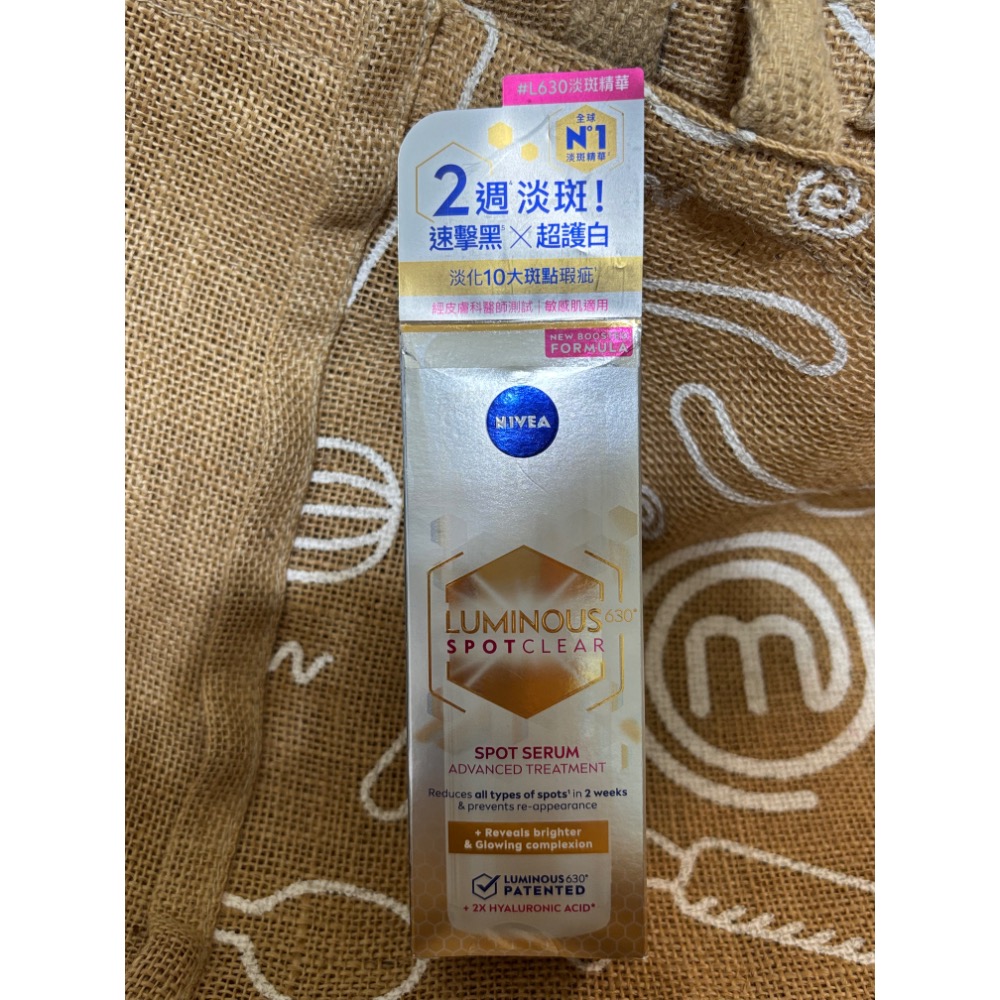 #L630淡斑精華
全球
N°1
淡斑精華
2週淡斑!
速擊黑×超護白
淡化10大斑點瑕疵
經皮膚科醫師測試|敏感肌適用
NEW BOOSTING
FORMULA
NIVEA
LUMINOUS630®
SPOTCLEAR
SPOT SERUM
ADVANCED TREATMENT
Reduces all types of spots¹ in 2 weeks
& prevents re-appearance
+ Reveals brighter
& Glowing complexion
LUMINOUS630®
PATENTED
+ 2X HYALURONIC ACID*
m